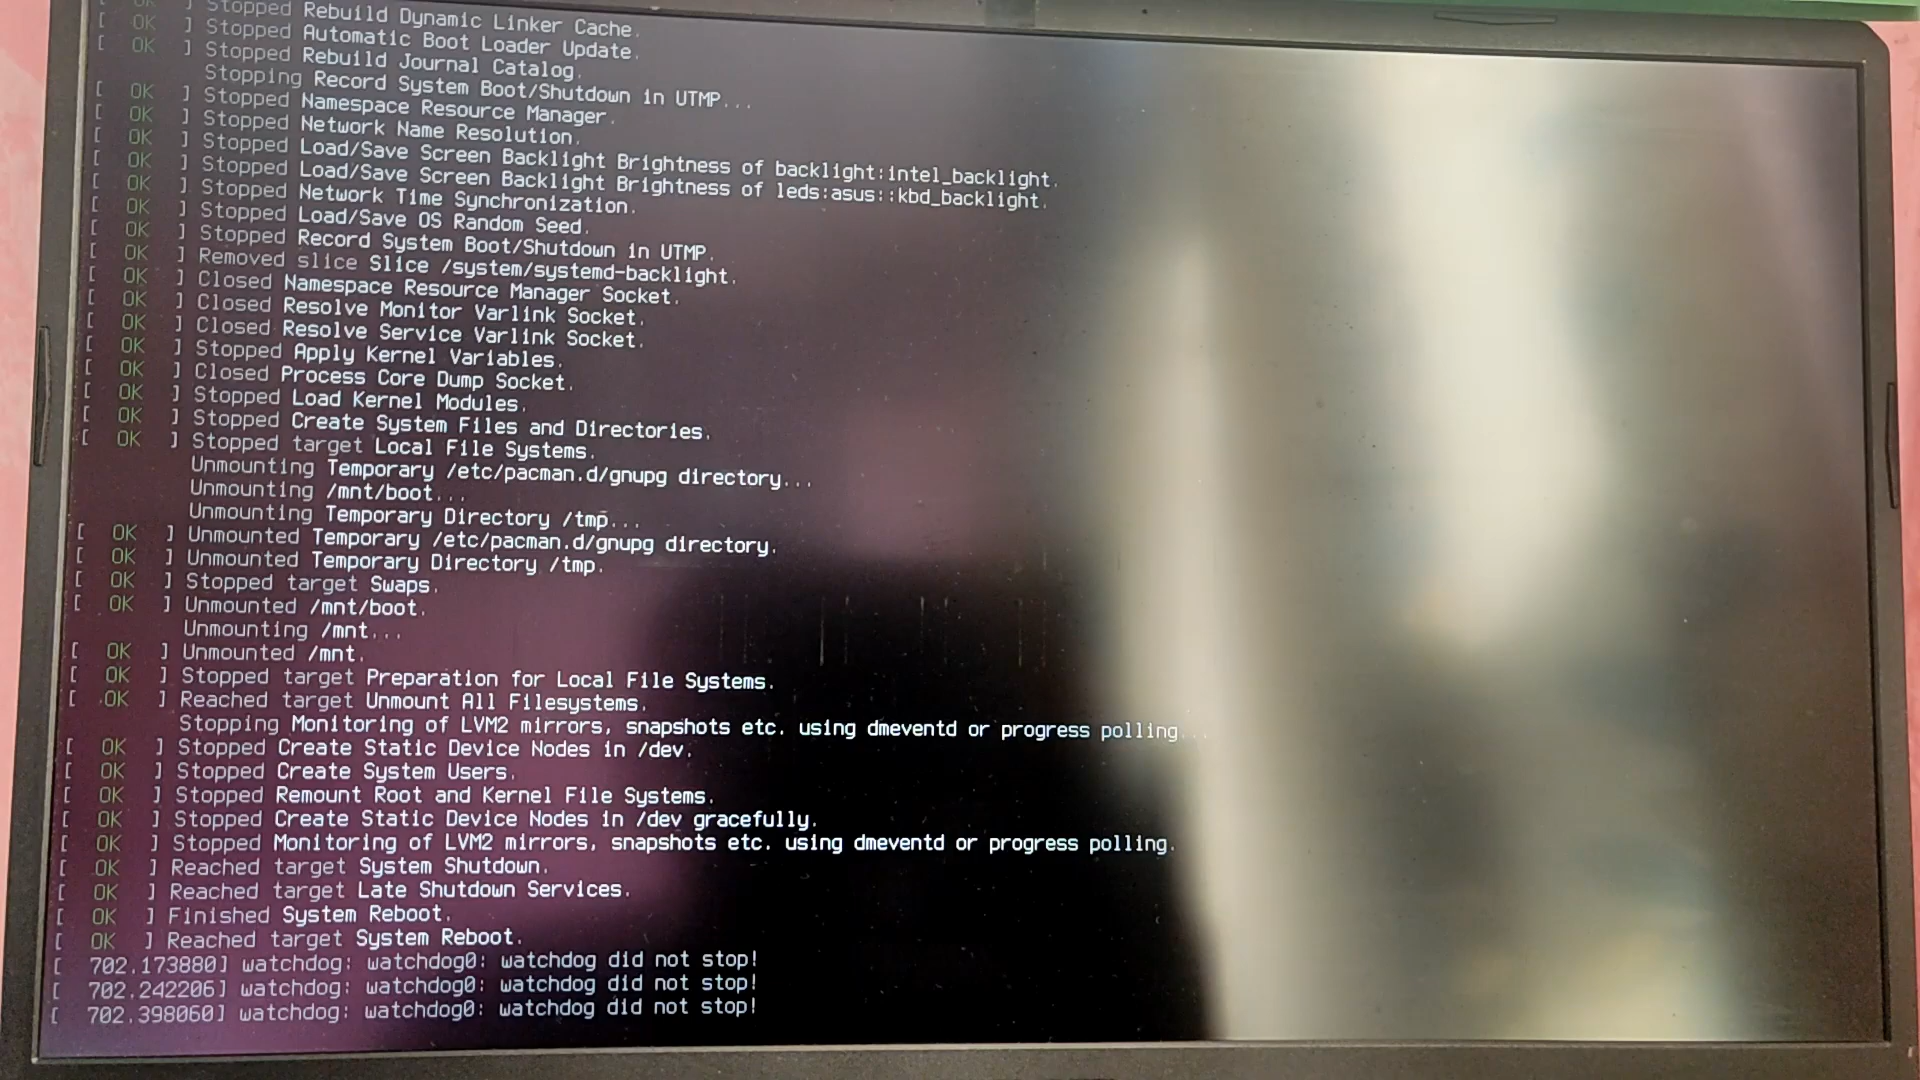 [ OK ] Stopped Rebuild Dynamic Linker Cache.
[ OK ] Stopped Automatic Boot Loader Update.
[ OK ] Stopped Rebuild Journal Catalog.
Stopping Record System Boot/Shutdown in UTMP...
[ OK ] Stopped Namespace Resource Manager.
[ OK ] Stopped Network Name Resolution.
[ OK ] Stopped Load/Save Screen Backlight Brightness of backlight:intel_backlight.
[ OK ] Stopped Load/Save Screen Backlight Brightness of leds:asus::kbd_backlight.
[ OK ] Stopped Network Time Synchronization.
[ OK ] Stopped Load/Save OS Random Seed.
[ OK ] Stopped Record System Boot/Shutdown in UTMP.
[ OK ] Removed slice Slice /system/systemd-backlight.
[ OK ] Closed Namespace Resource Manager Socket.
[ OK ] Closed Resolve Monitor Varlink Socket.
[ OK ] Closed Resolve Service Varlink Socket.
[ OK ] Stopped Apply Kernel Variables.
[ OK ] Closed Process Core Dump Socket.
[ OK ] Stopped Load Kernel Modules.
[ OK ] Stopped Create System Files and Directories.
[ OK ] Stopped target Local File Systems.
Unmounting Temporary /etc/pacman.d/gnupg directory...
Unmounting /mnt/boot...
Unmounting Temporary Directory /tmp...
[ OK ] Unmounted Temporary /etc/pacman.d/gnupg directory.
[ OK ] Unmounted Temporary Directory /tmp.
[ OK ] Stopped target Swaps.
[ OK ] Unmounted /mnt/boot.
Unmounting /mnt...
[ OK ] Unmounted /mnt.
[ OK ] Stopped target Preparation for Local File Systems.
[ OK ] Reached target Unmount All Filesystems.
Stopping Monitoring of LVM2 mirrors, snapshots etc. using dmeventd or progress polling...
[ OK ] Stopped Create Static Device Nodes in /dev.
[ OK ] Stopped Create System Users.
[ OK ] Stopped Remount Root and Kernel File Systems.
[ OK ] Stopped Create Static Device Nodes in /dev gracefully.
[ OK ] Stopped Monitoring of LVM2 mirrors, snapshots etc. using dmeventd or progress polling.
[ OK ] Reached target System Shutdown.
[ OK ] Reached target Late Shutdown Services.
[ OK ] Finished System Reboot.
[ OK ] Reached target System Reboot.
[ 702.173880] watchdog: watchdog0: watchdog did not stop!
[ 702.242206] watchdog: watchdog0: watchdog did not stop!
[ 702.398060] watchdog: watchdog0: watchdog did not stop!